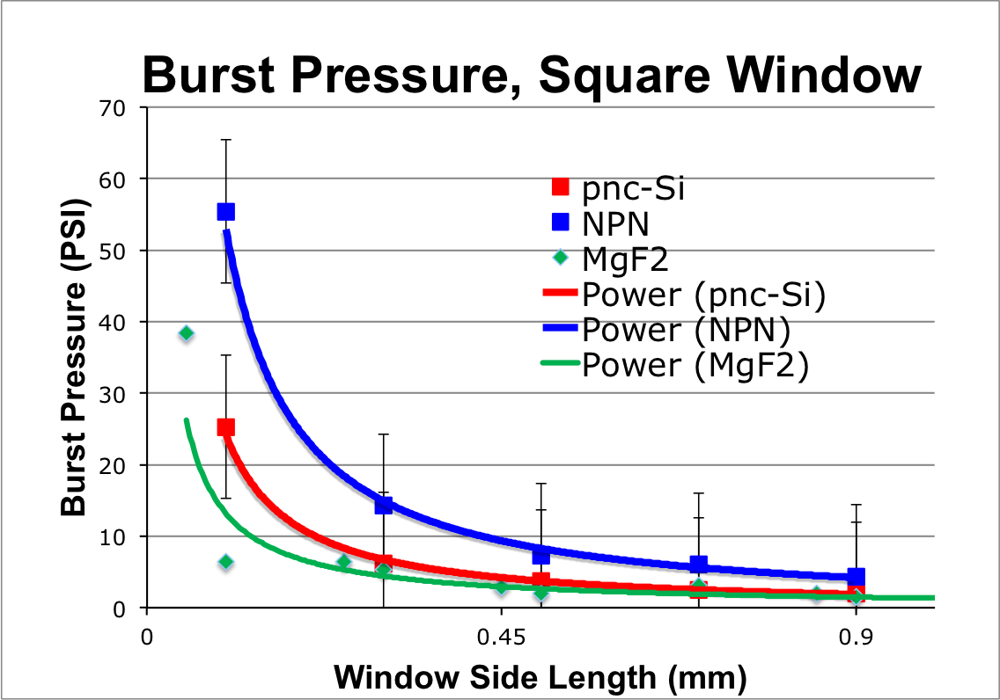 Burst Pressure, Square Window
70
60
50
40
30
20
10
0
Burst Pressure (PSI)
pnc-Si
NPN
MgF2
Power (pnc-Si)
Power (NPN)
Power (MgF2)
0
0.45
0.9
Window Side Length (mm)